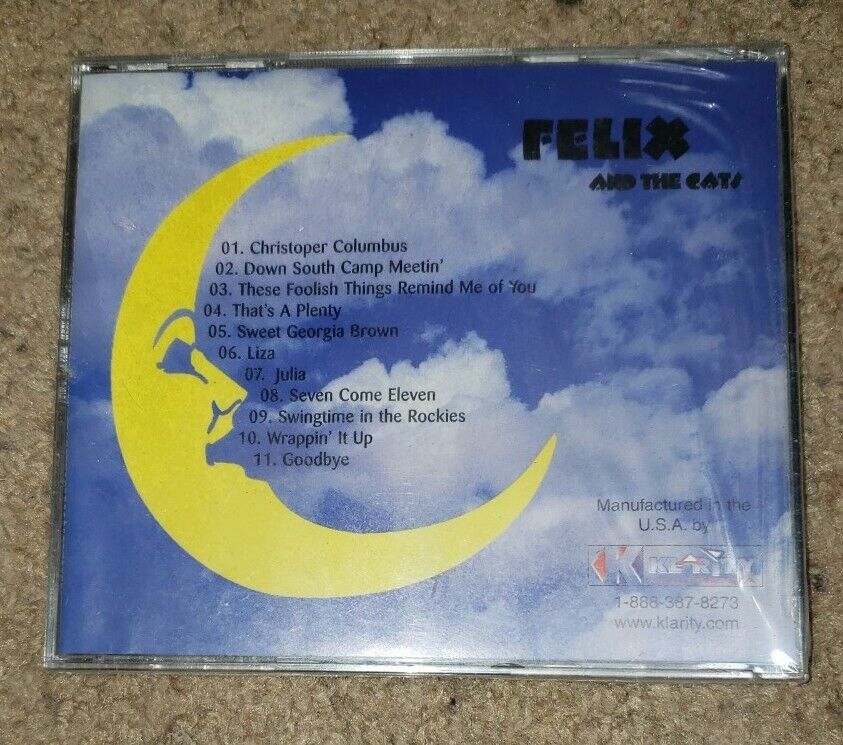 FELIX
AND THE CATS
01. Christoper Columbus
02. Down South Camp Meetin'
03. These Foolish Things Remind Me of You
04. That's A Plenty
05. Sweet Georgia Brown
06. Liza
07. Julia
08. Seven Come Eleven
09. Swingtime in the Rockies
10. Wrappin' It Up
11. Goodbye
Manufactured in the
U.S.A. by
K KLARITY
1-888-387-8273
www.klarity.com